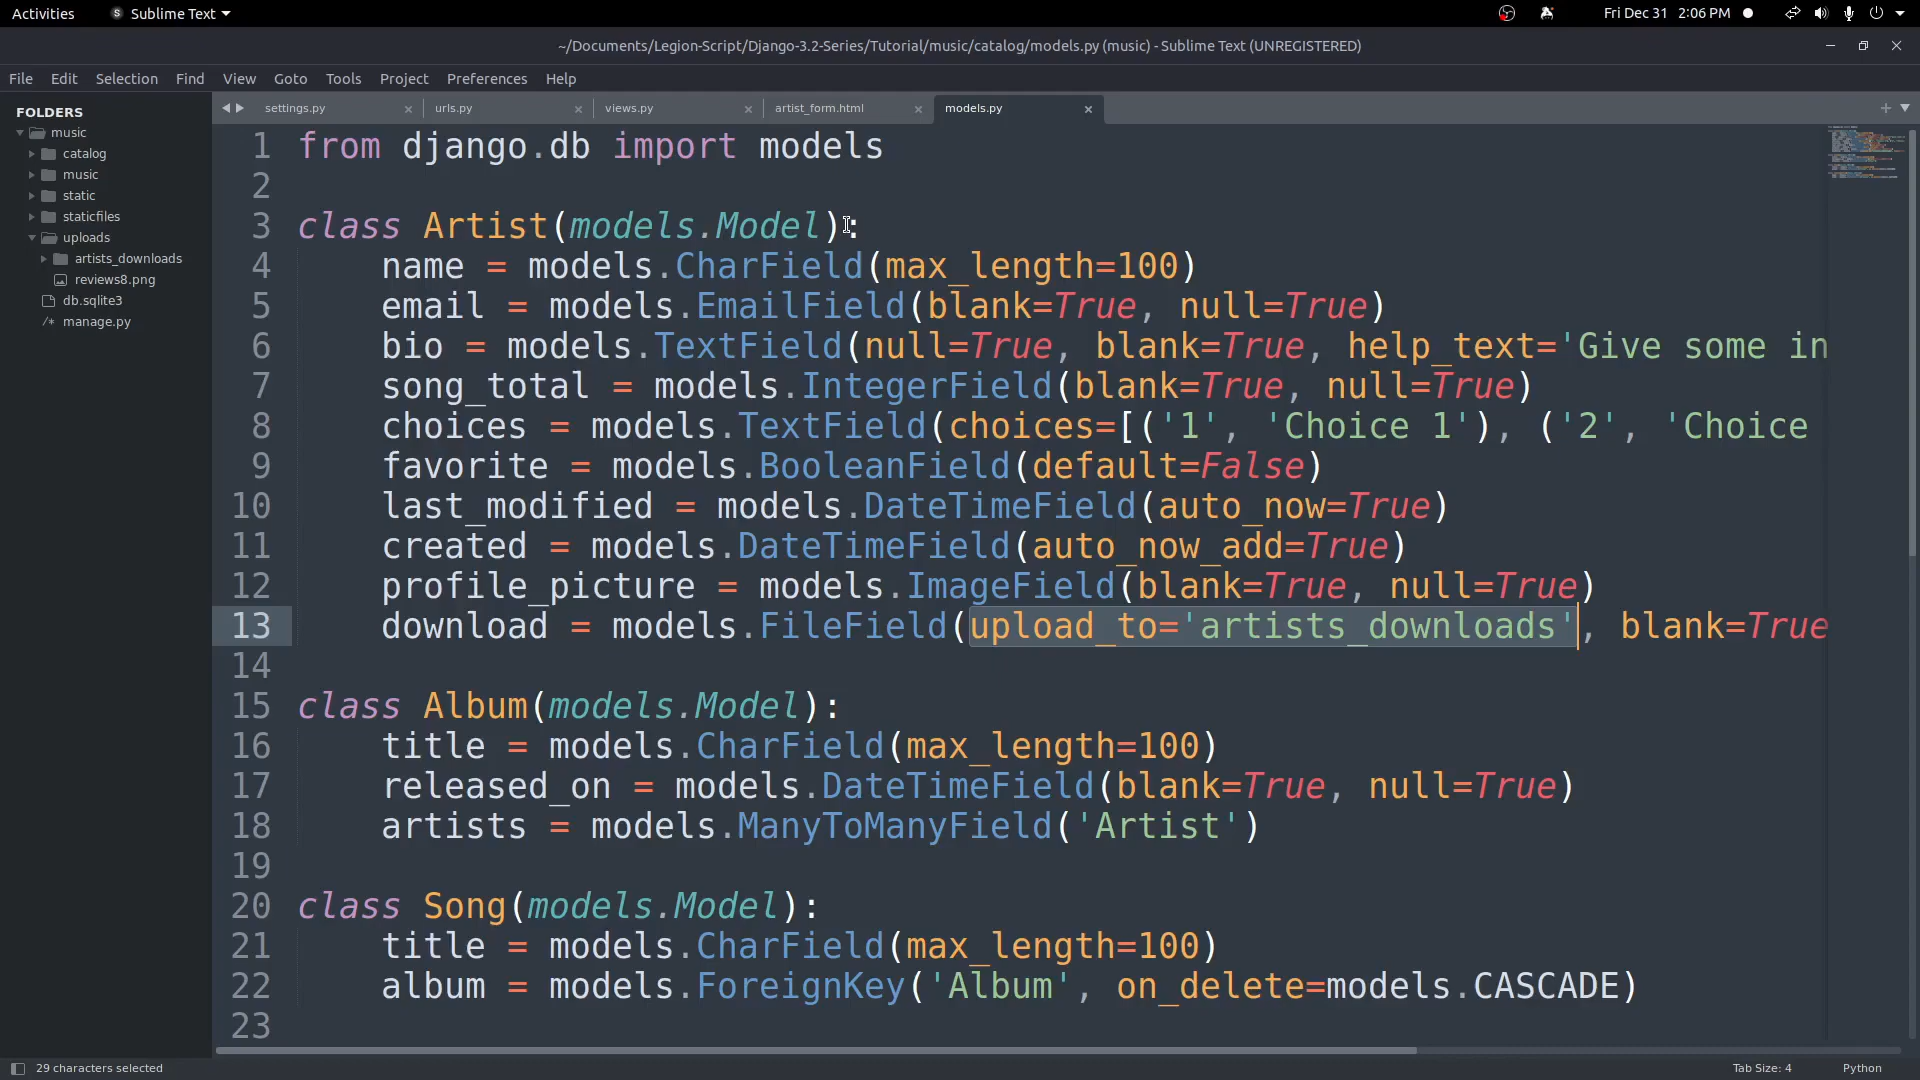 Activities Sublime Text Fri Dec 31 2:06 PM
~/Documents/Legion-Script/Django-3.2-Series/Tutorial/music/catalog/models.py (music) - Sublime Text (UNREGISTERED)
File Edit Selection Find View Goto Tools Project Preferences Help
FOLDERS
music
catalog
music
static
staticfiles
uploads
artists_downloads
reviews8.png
db.sqlite3
manage.py
settings.py urls.py views.py artist_form.html models.py
1 from django.db import models
2
3 class Artist(models.Model):
4 name = models.CharField(max_length=100)
5 email = models.EmailField(blank=True, null=True)
6 bio = models.TextField(null=True, blank=True, help_text='Give some in
7 song_total = models.IntegerField(blank=True, null=True)
8 choices = models.TextField(choices=[('1', 'Choice 1'), ('2', 'Choice
9 favorite = models.BooleanField(default=False)
10 last_modified = models.DateTimeField(auto_now=True)
11 created = models.DateTimeField(auto_now_add=True)
12 profile_picture = models.ImageField(blank=True, null=True)
13 download = models.FileField(upload_to='artists_downloads', blank=True
14
15 class Album(models.Model):
16 title = models.CharField(max_length=100)
17 released_on = models.DateTimeField(blank=True, null=True)
18 artists = models.ManyToManyField('Artist')
19
20 class Song(models.Model):
21 title = models.CharField(max_length=100)
22 album = models.ForeignKey('Album', on_delete=models.CASCADE)
23
29 characters selected Tab Size: 4 Python